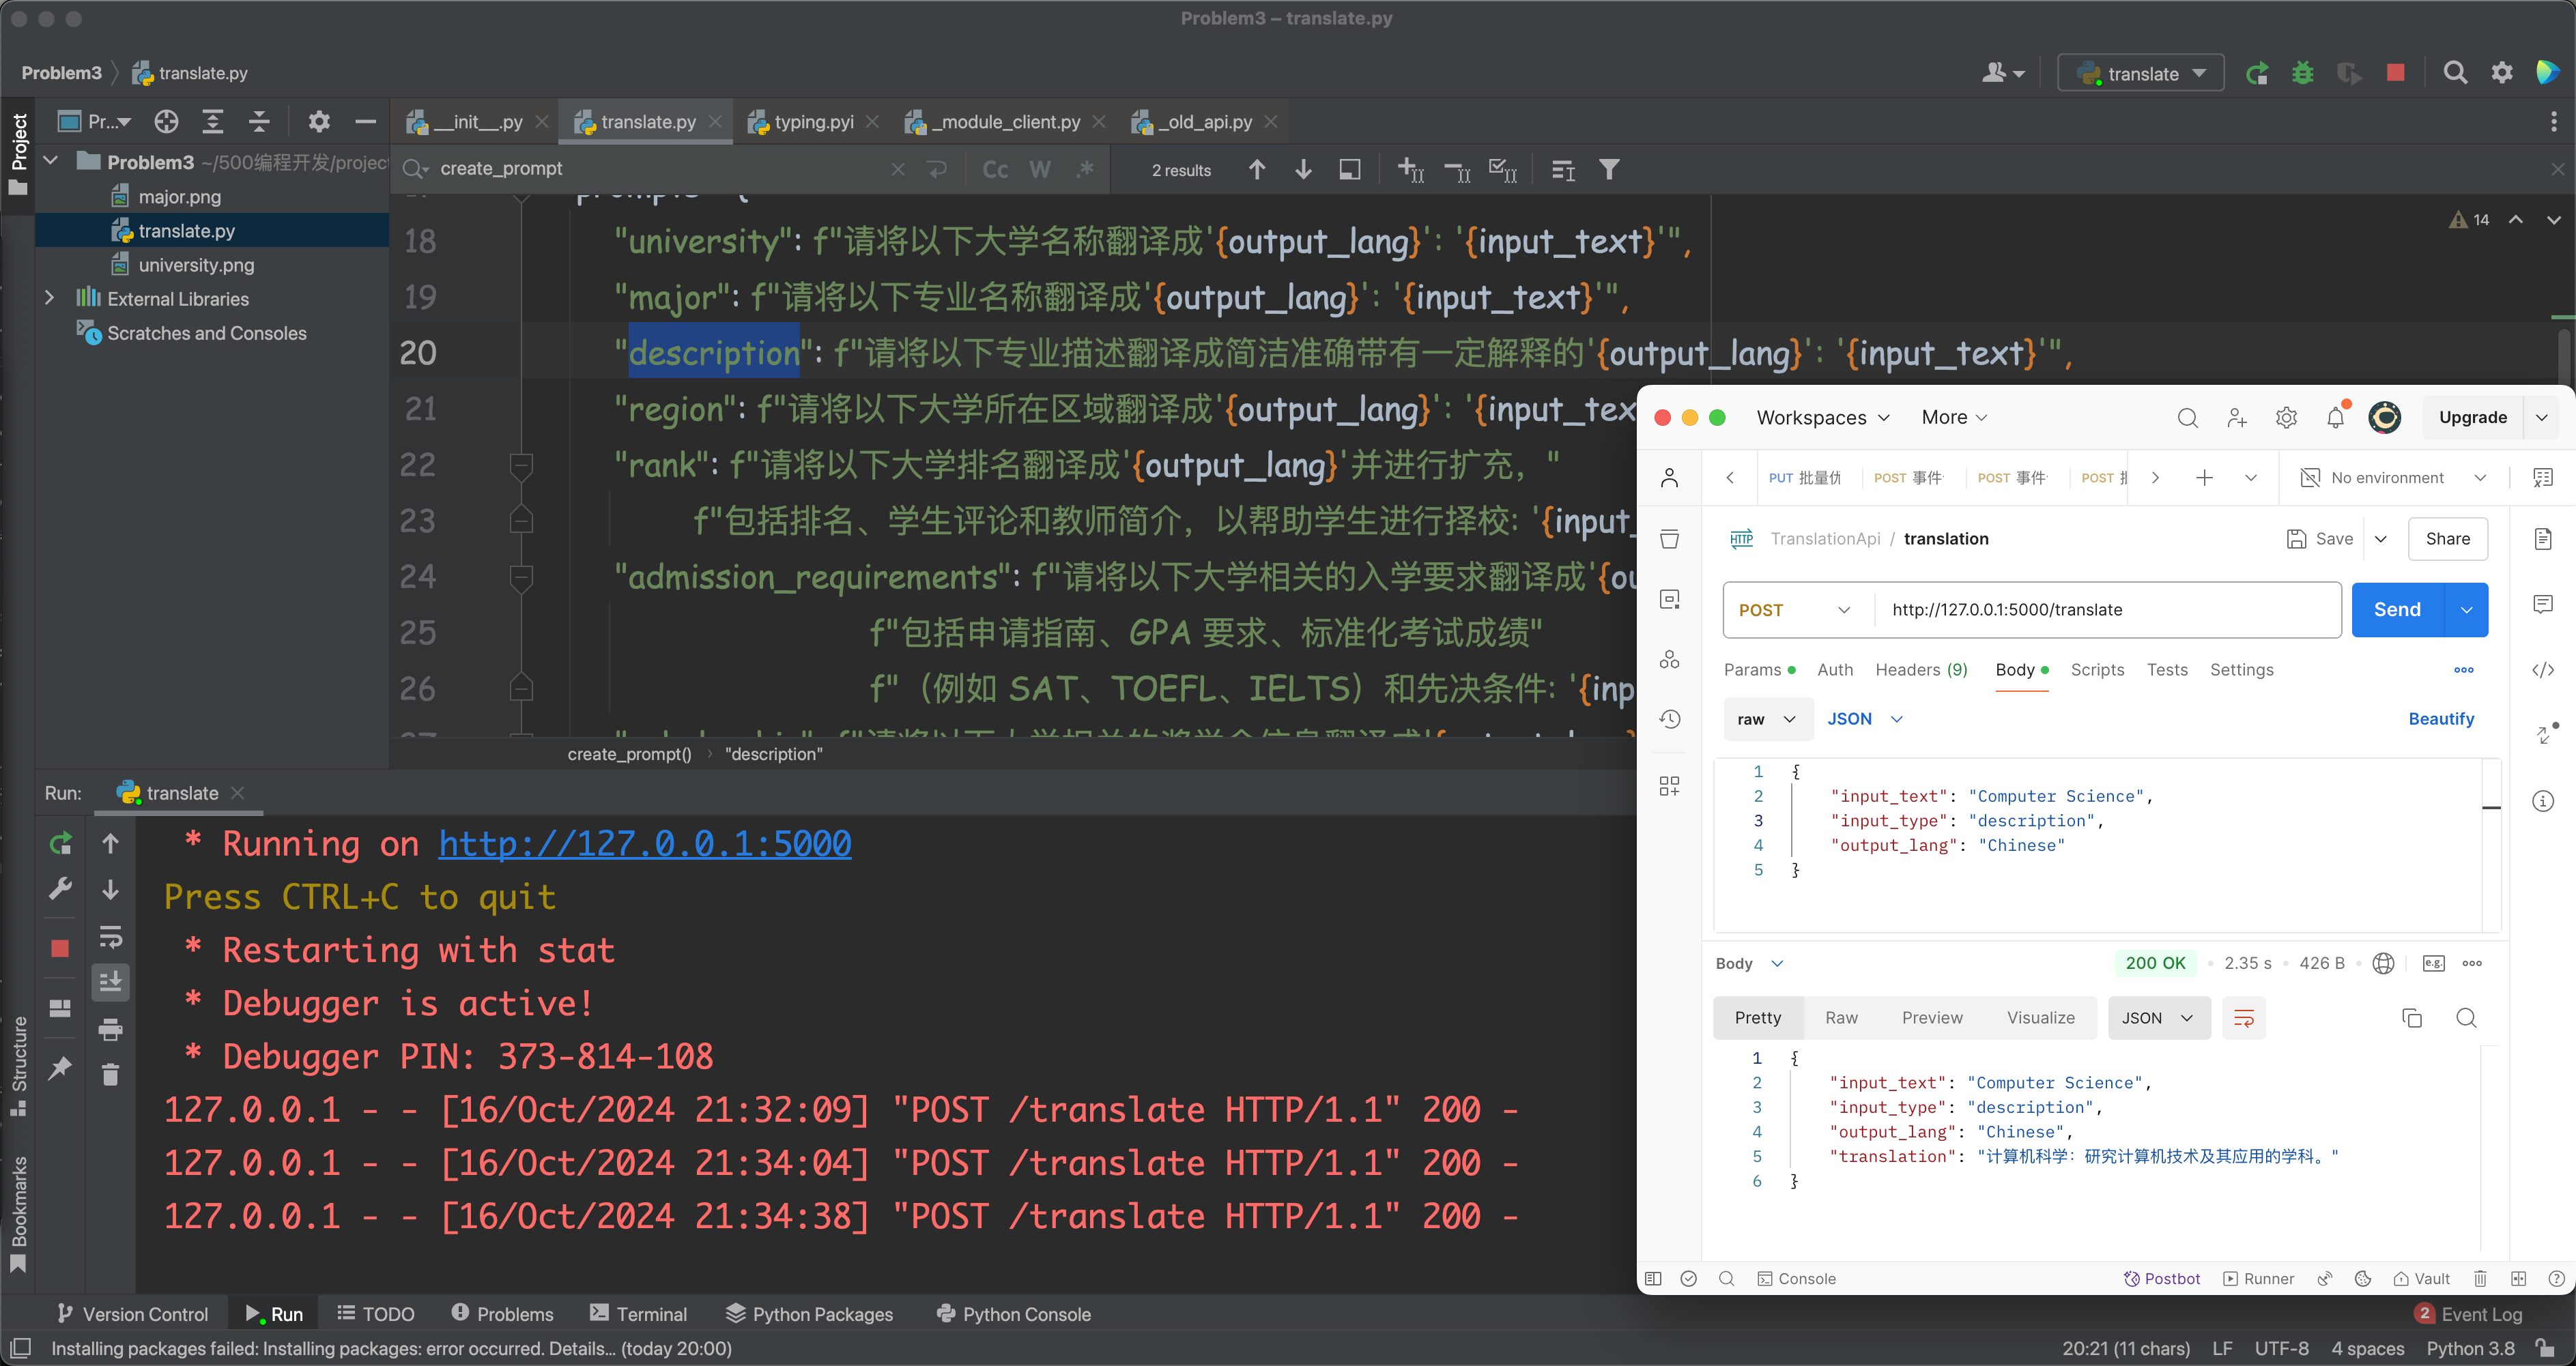 Problem3 – translate.py
Problem3 translate.py
translate
Project
Pr...
__init__.py
translate.py
typing.pyi
_module_client.py
_old_api.py
Problem3 ~/500编程开发/project
major.png
translate.py
university.png
External Libraries
Scratches and Consoles
create_prompt
Cc W .*
2 results
14
18 "university": f"请将以下大学名称翻译成'{output_lang}': '{input_text}'",
19 "major": f"请将以下专业名称翻译成'{output_lang}': '{input_text}'",
20 "description": f"请将以下专业描述翻译成简洁准确带有一定解释的'{output_lang}': '{input_text}'",
21 "region": f"请将以下大学所在区域翻译成'{output_lang}': '{input_tex
22 "rank": f"请将以下大学排名翻译成'{output_lang}'并进行扩充，"
23 f"包括排名、学生评论和教师简介，以帮助学生进行择校: '{input_
24 "admission_requirements": f"请将以下大学相关的入学要求翻译成'{ou
25 f"包括申请指南、GPA 要求、标准化考试成绩"
26 f"（例如 SAT、TOEFL、IELTS）和先决条件: '{inp
create_prompt() › "description"
Run: translate
* Running on http://127.0.0.1:5000
Press CTRL+C to quit
* Restarting with stat
* Debugger is active!
* Debugger PIN: 373-814-108
127.0.0.1 - - [16/Oct/2024 21:32:09] "POST /translate HTTP/1.1" 200 -
127.0.0.1 - - [16/Oct/2024 21:34:04] "POST /translate HTTP/1.1" 200 -
127.0.0.1 - - [16/Oct/2024 21:34:38] "POST /translate HTTP/1.1" 200 -
Structure
Bookmarks
Version Control
Run
TODO
Problems
Terminal
Python Packages
Python Console
2 Event Log
Installing packages failed: Installing packages: error occurred. Details... (today 20:00)
20:21 (11 chars) LF UTF-8 4 spaces Python 3.8
Workspaces More Upgrade
PUT 批量优 POST 事件 POST 事件 POST No environment
HTTP TranslationApi / translation Save Share
POST http://127.0.0.1:5000/translate Send
Params Auth Headers (9) Body Scripts Tests Settings
raw JSON Beautify
1 {
2 "input_text": "Computer Science",
3 "input_type": "description",
4 "output_lang": "Chinese"
5 }
Body 200 OK 2.35 s 426 B e.g.
Pretty Raw Preview Visualize JSON
1 {
2 "input_text": "Computer Science",
3 "input_type": "description",
4 "output_lang": "Chinese",
5 "translation": "计算机科学：研究计算机技术及其应用的学科。"
6 }
Console Postbot Runner Vault